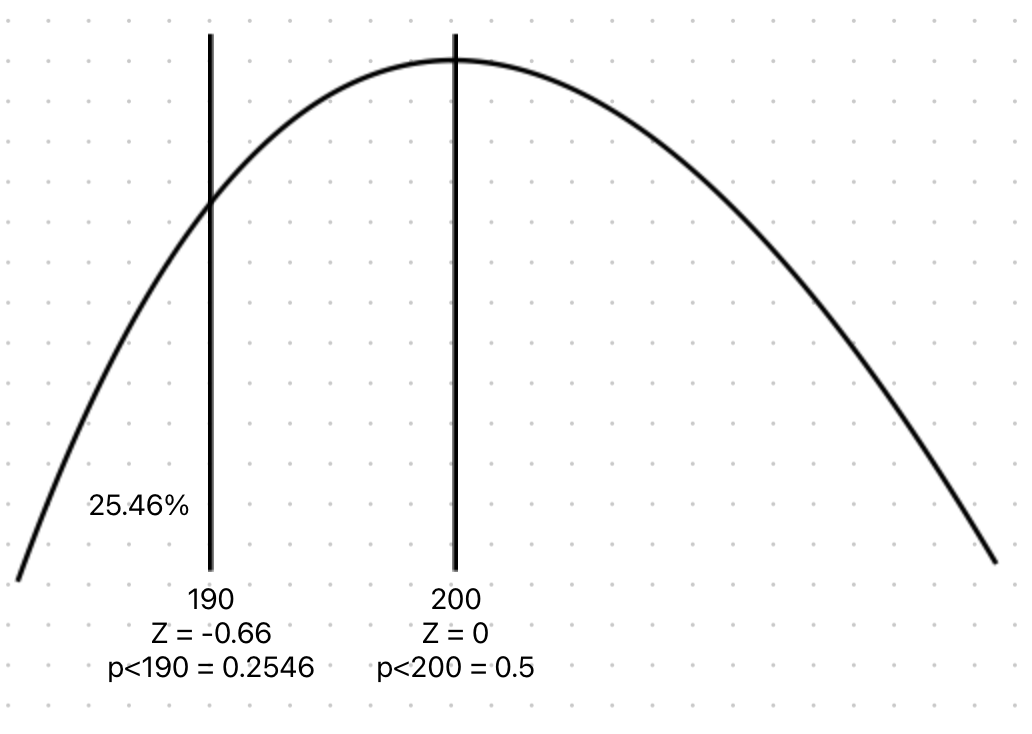 25.46%
190
Z = -0.66
p<190 = 0.2546
200
Z = 0
p<200 = 0.5